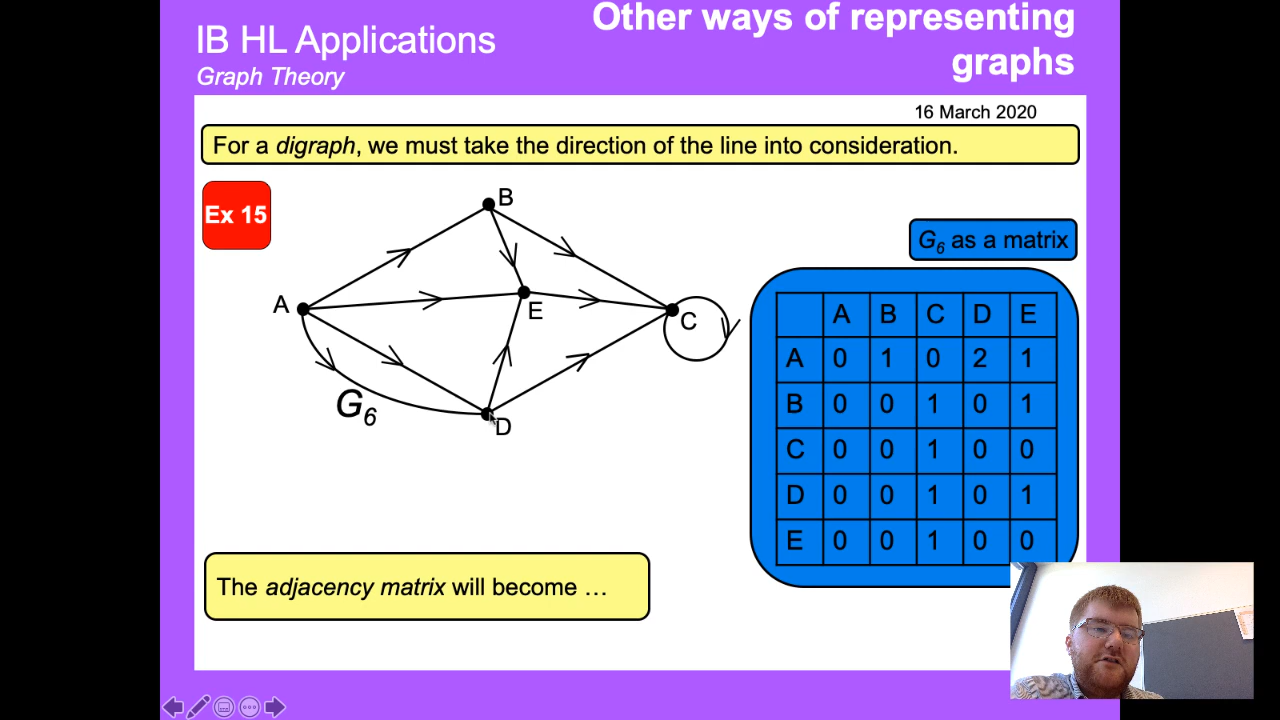 IB HL Applications
Graph Theory
Other ways of representing
graphs
16 March 2020
For a digraph, we must take the direction of the line into consideration.
Ex 15
B
A
E
C
D
G6
G6 as a matrix
A B C D E
A 0 1 0 2 1
B 0 0 1 0 1
C 0 0 1 0 0
D 0 0 1 0 1
E 0 0 1 0 0
The adjacency matrix will become …